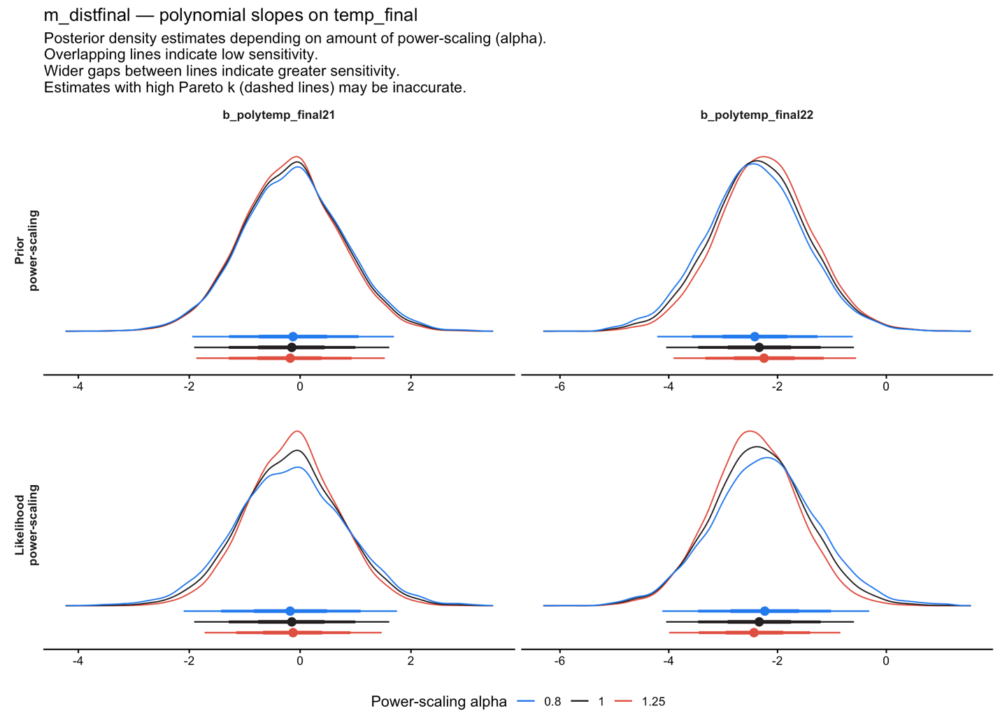 m_distfinal — polynomial slopes on temp_final
Posterior density estimates depending on amount of power-scaling (alpha).
Overlapping lines indicate low sensitivity.
Wider gaps between lines indicate greater sensitivity.
Estimates with high Pareto k (dashed lines) may be inaccurate.
b_polytemp_final21
b_polytemp_final22
Prior
power-scaling
-4
-2
0
2
-6
-4
-2
0
Likelihood
power-scaling
-4
-2
0
2
-6
-4
-2
0
Power-scaling alpha
0.8
1
1.25